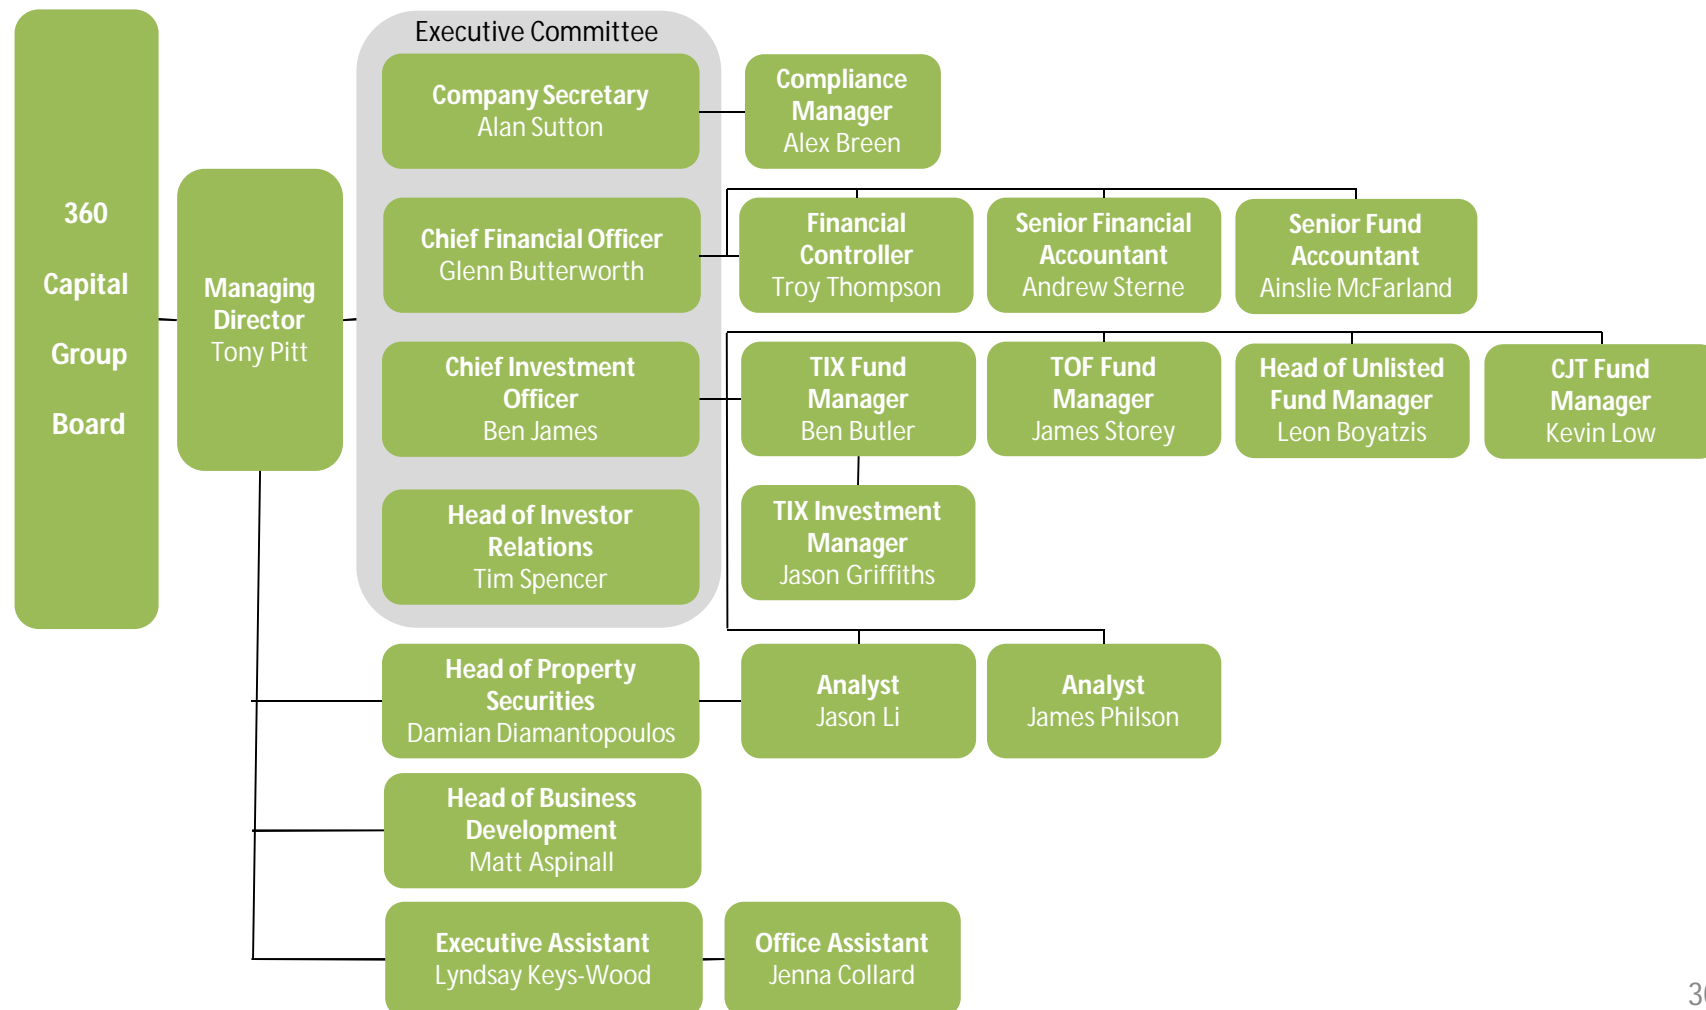 Executive Committee
360
Capital
Group
Board
Managing
Director
Tony Pitt
Company Secretary
Alan Sutton
Compliance
Manager
Alex Breen
Chief Financial Officer
Glenn Butterworth
Financial
Controller
Troy Thompson
Senior Financial
Accountant
Andrew Sterne
Senior Fund
Accountant
Ainslie McFarland
Chief Investment
Officer
Ben James
TIX Fund
Manager
Ben Butler
TOF Fund
Manager
James Storey
Head of Unlisted
Fund Manager
Leon Boyatzis
CJT Fund
Manager
Kevin Low
Head of Investor
Relations
Tim Spencer
TIX Investment
Manager
Jason Griffiths
Head of Property
Securities
Damian Diamantopoulos
Analyst
Jason Li
Analyst
James Philson
Head of Business
Development
Matt Aspinall
Executive Assistant
Lyndsay Keys-Wood
Office Assistant
Jenna Collard